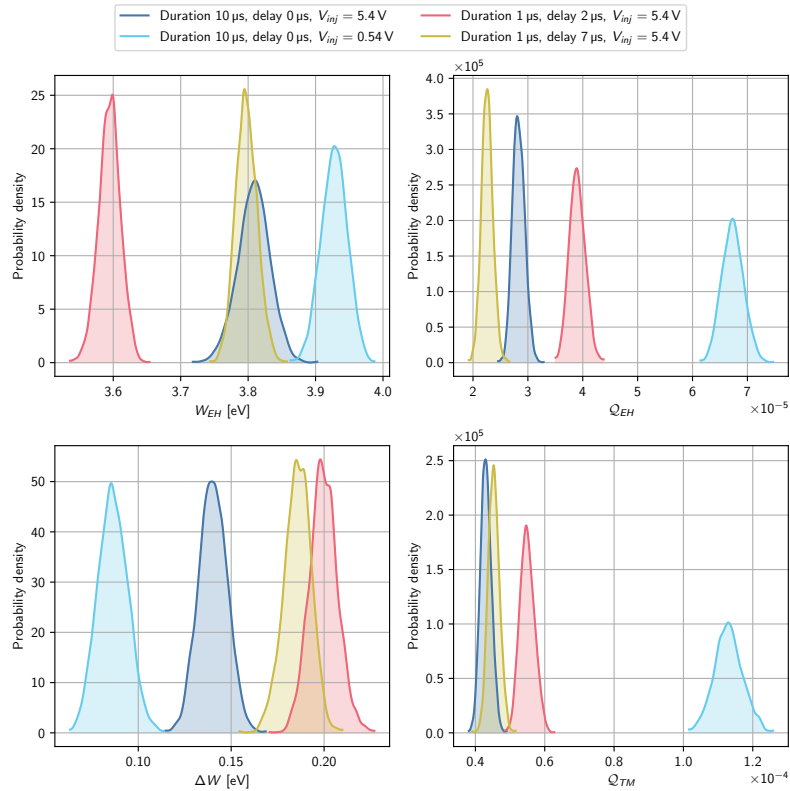 Duration 10 μs, delay 0 μs, V_inj = 5.4 V
Duration 1 μs, delay 2 μs, V_inj = 5.4 V
Duration 10 μs, delay 0 μs, V_inj = 0.54 V
Duration 1 μs, delay 7 μs, V_inj = 5.4 V
25
20
15
10
5
0
Probability density
3.6 3.7 3.8 3.9 4.0
W_EH [eV]
×10^5
4.0
3.5
3.0
2.5
2.0
1.5
1.0
0.5
0.0
Probability density
2 3 4 5 6 7
×10^−5
𝒬_EH
50
40
30
20
10
0
Probability density
0.10 0.15 0.20
ΔW [eV]
×10^5
2.5
2.0
1.5
1.0
0.5
0.0
Probability density
0.4 0.6 0.8 1.0 1.2
×10^−4
𝒬_TM